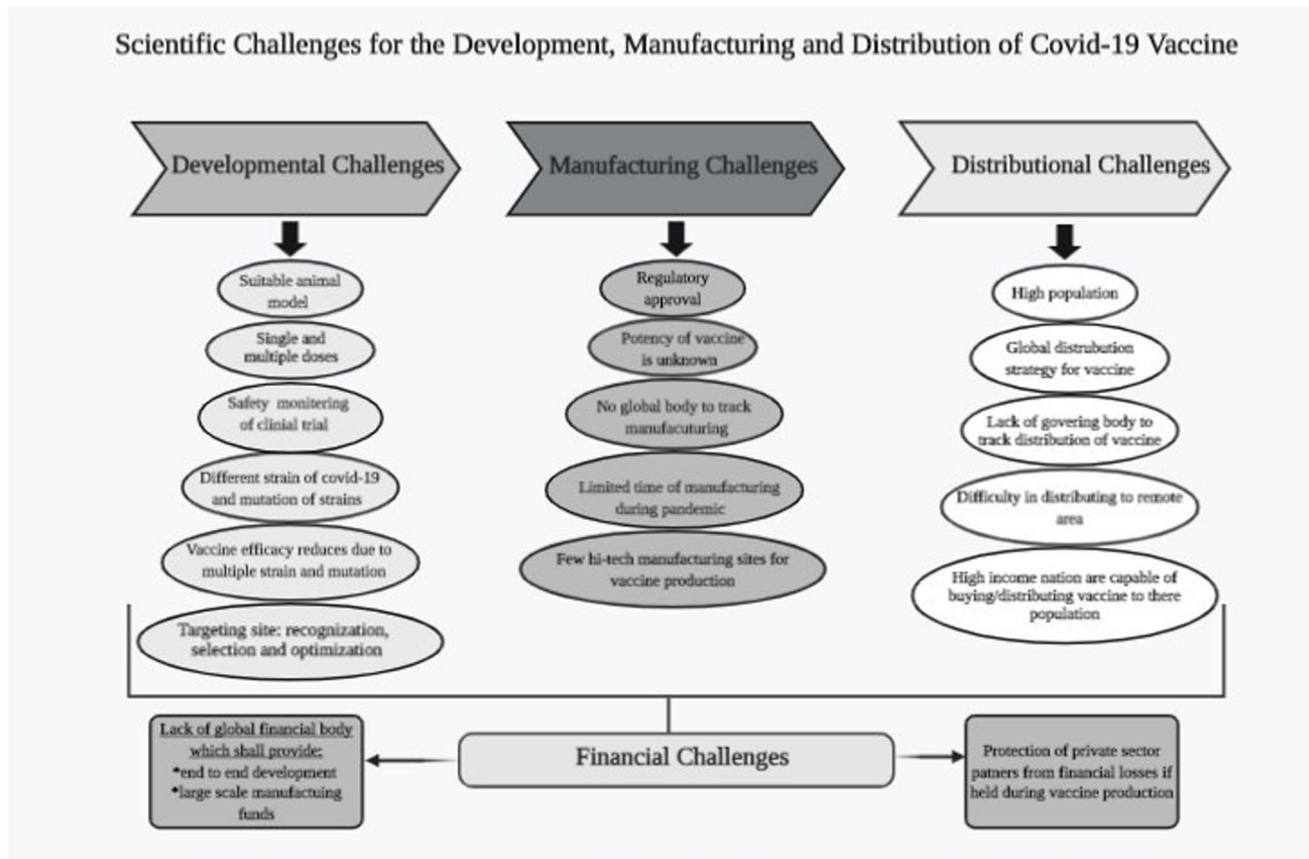 Scientific Challenges for the Development, Manufacturing and Distribution of Covid-19 Vaccine
Developmental Challenges
Suitable animal
model
Single and
multiple doses
Safety monitering
of clinial trial
Different strain of covid-19
and mutation of strains
Vaccine efficacy reduces due to
multiple strain and mutation
Targeting site: recognization,
selection and optimization
Manufacturing Challenges
Regulatory
approval
Potency of vaccine
is unknown
No global body to track
manufacuturing
Limited time of manufacturing
during pandemic
Few hi-tech manufacturing sites for
vaccine production
Distributional Challenges
High population
Global distrubution
strategy for vaccine
Lack of govering body to
track distribution of vaccine
Difficulty in distributing to remote
area
High income nation are capable of
buying/distributing vaccine to there
population
Financial Challenges
Lack of global financial body
which shall provide:
*end to end development
*large scale manufactuing
funds
Protection of private sector
patners from financial losses if
held during vaccine production